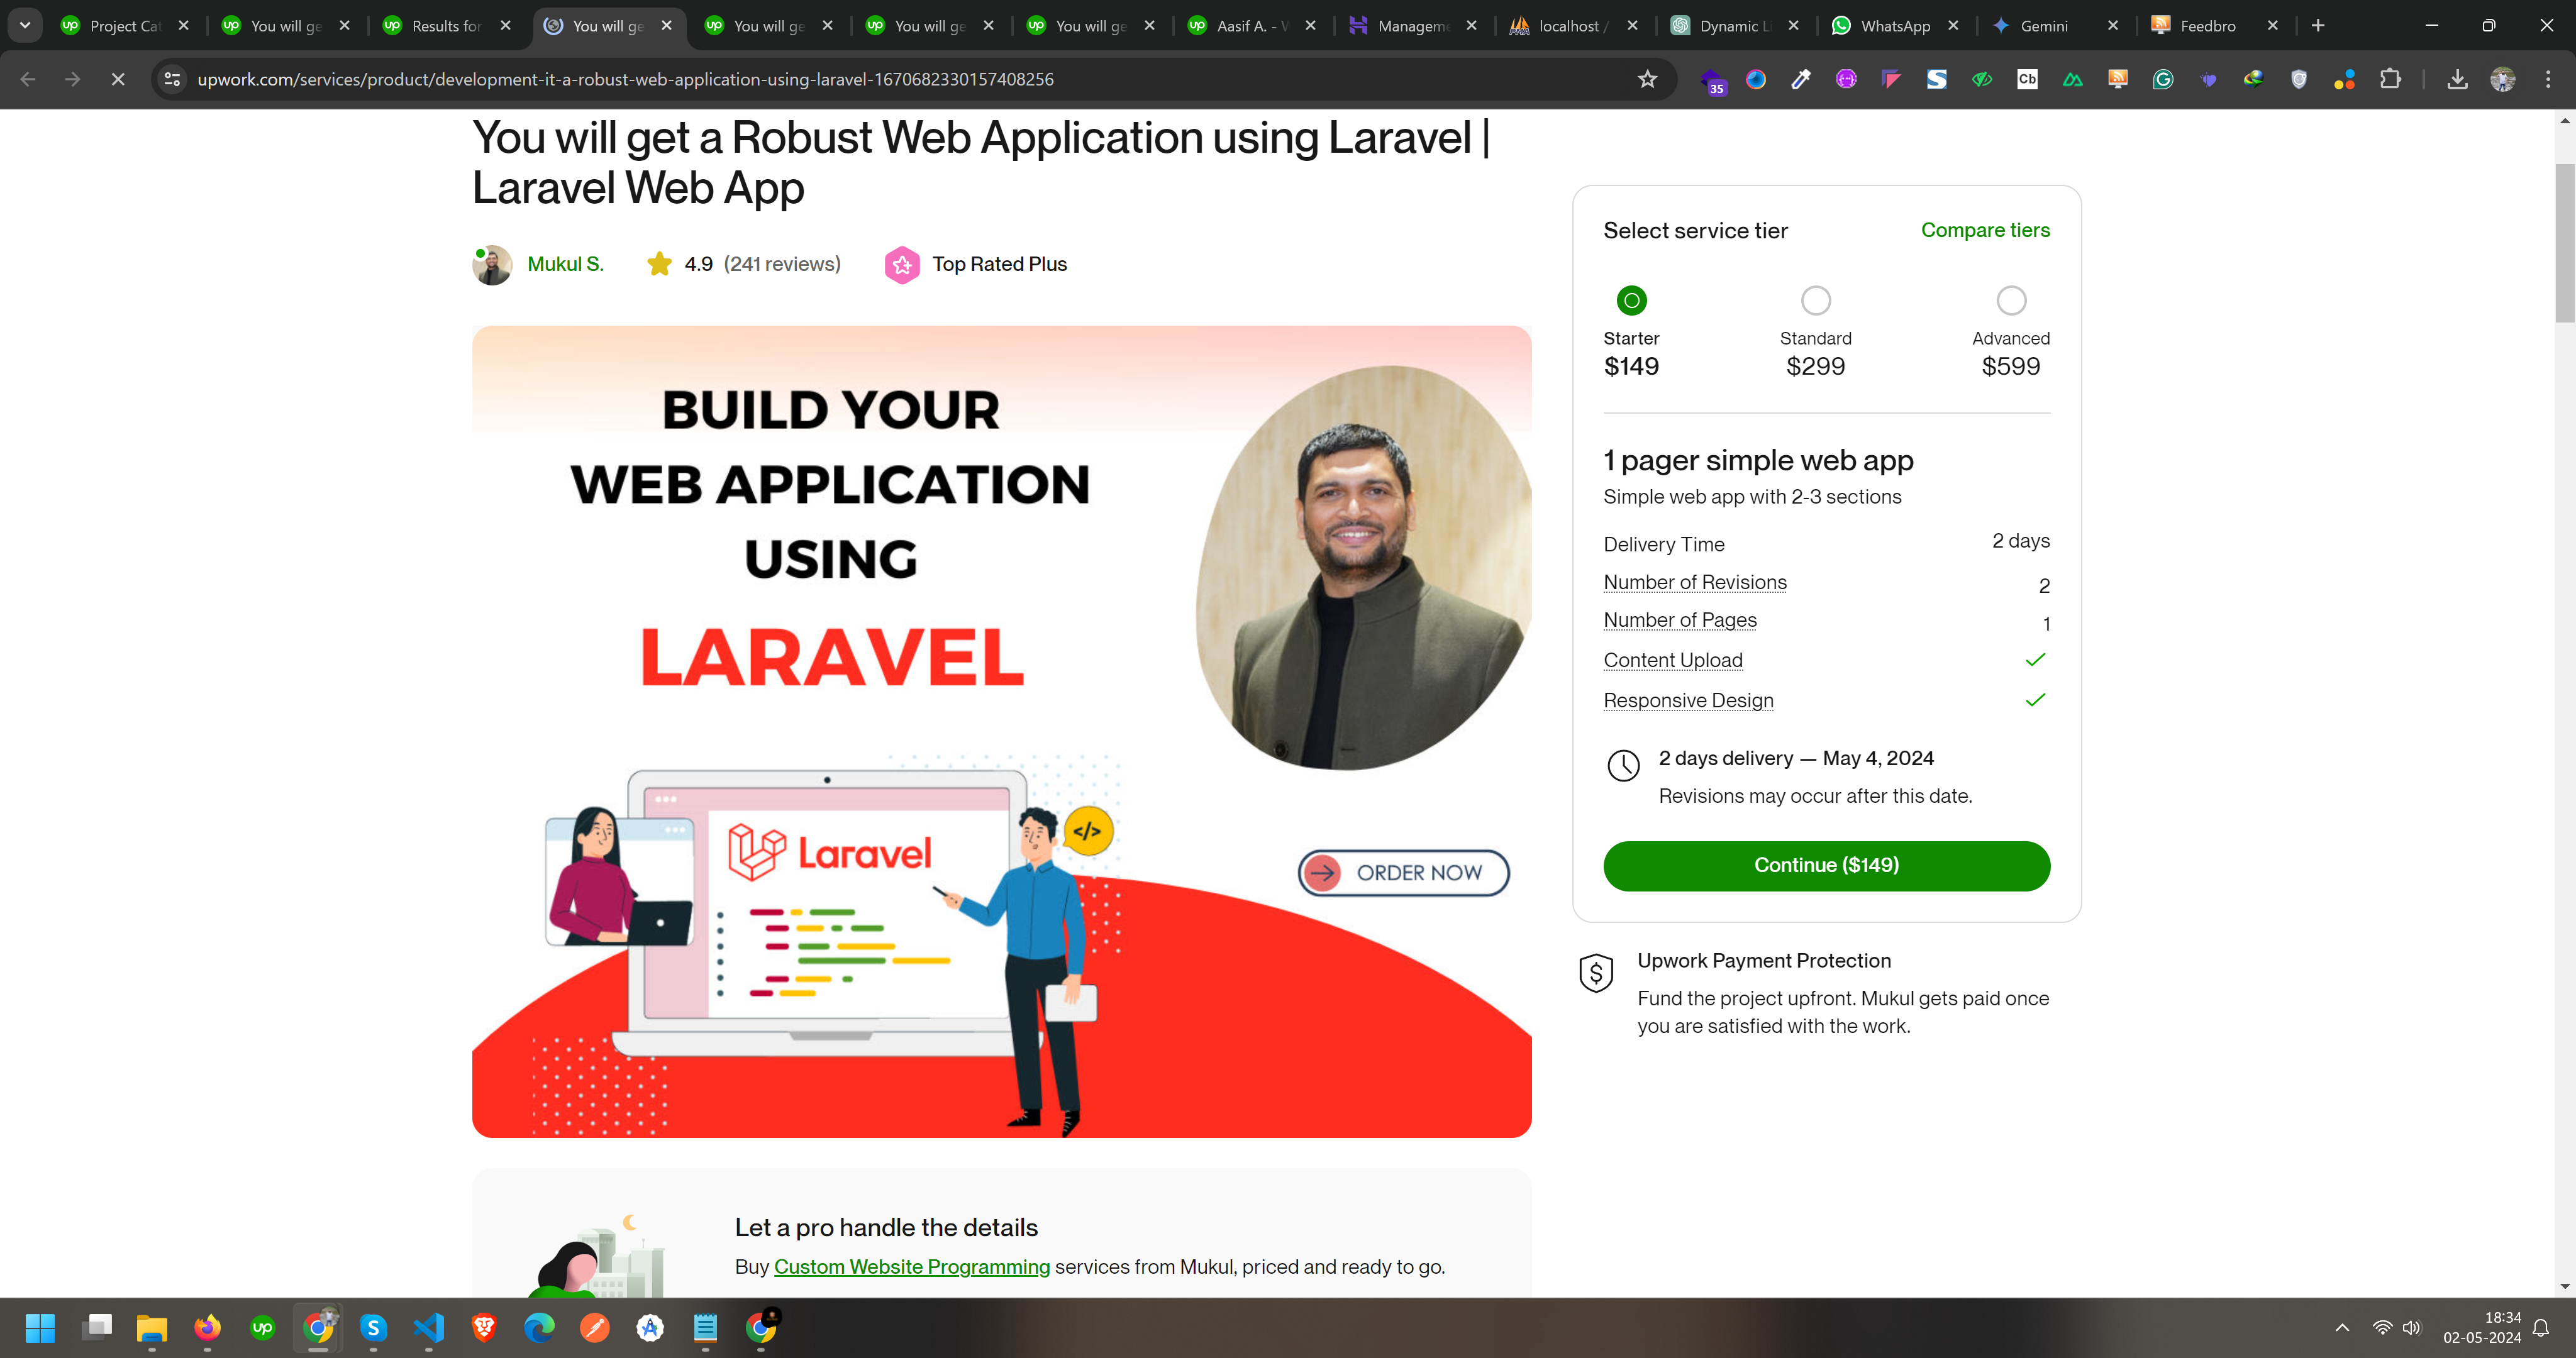 Project Cat
You will ge
Results for
You will ge
You will ge
You will ge
You will ge
Aasif A. - W
Manageme
localhost /
Dynamic Li
WhatsApp
Gemini
Feedbro
upwork.com/services/product/development-it-a-robust-web-application-using-laravel-1670682330157408256
35
Cb
You will get a Robust Web Application using Laravel |
Laravel Web App
Mukul S.
4.9 (241 reviews)
Top Rated Plus
BUILD YOUR
WEB APPLICATION
USING
LARAVEL
Laravel
</>
ORDER NOW
Select service tier
Compare tiers
Starter
$149
Standard
$299
Advanced
$599
1 pager simple web app
Simple web app with 2-3 sections
Delivery Time 2 days
Number of Revisions 2
Number of Pages 1
Content Upload
Responsive Design
2 days delivery — May 4, 2024
Revisions may occur after this date.
Continue ($149)
Upwork Payment Protection
Fund the project upfront. Mukul gets paid once
you are satisfied with the work.
Let a pro handle the details
Buy Custom Website Programming services from Mukul, priced and ready to go.
18:34
02-05-2024